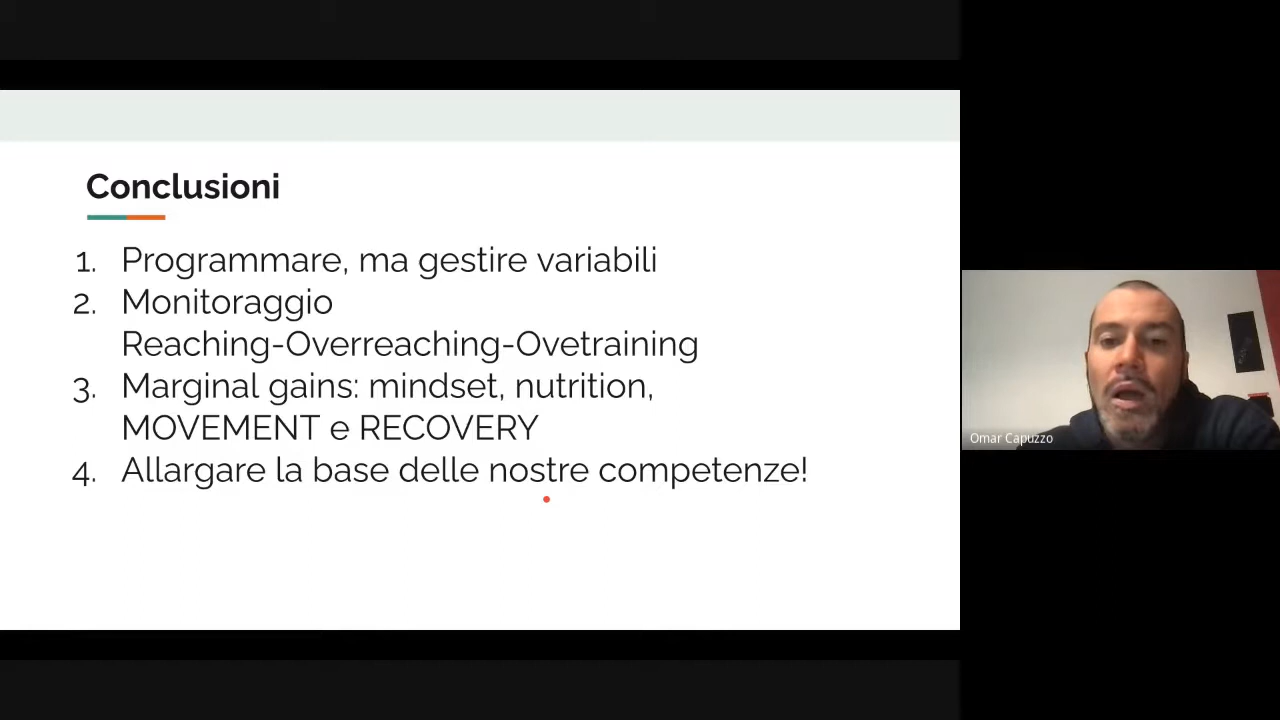 Conclusioni
1. Programmare, ma gestire variabili
2. Monitoraggio
Reaching-Overreaching-Ovetraining
3. Marginal gains: mindset, nutrition,
MOVEMENT e RECOVERY
4. Allargare la base delle nostre competenze!
Omar Capuzzo